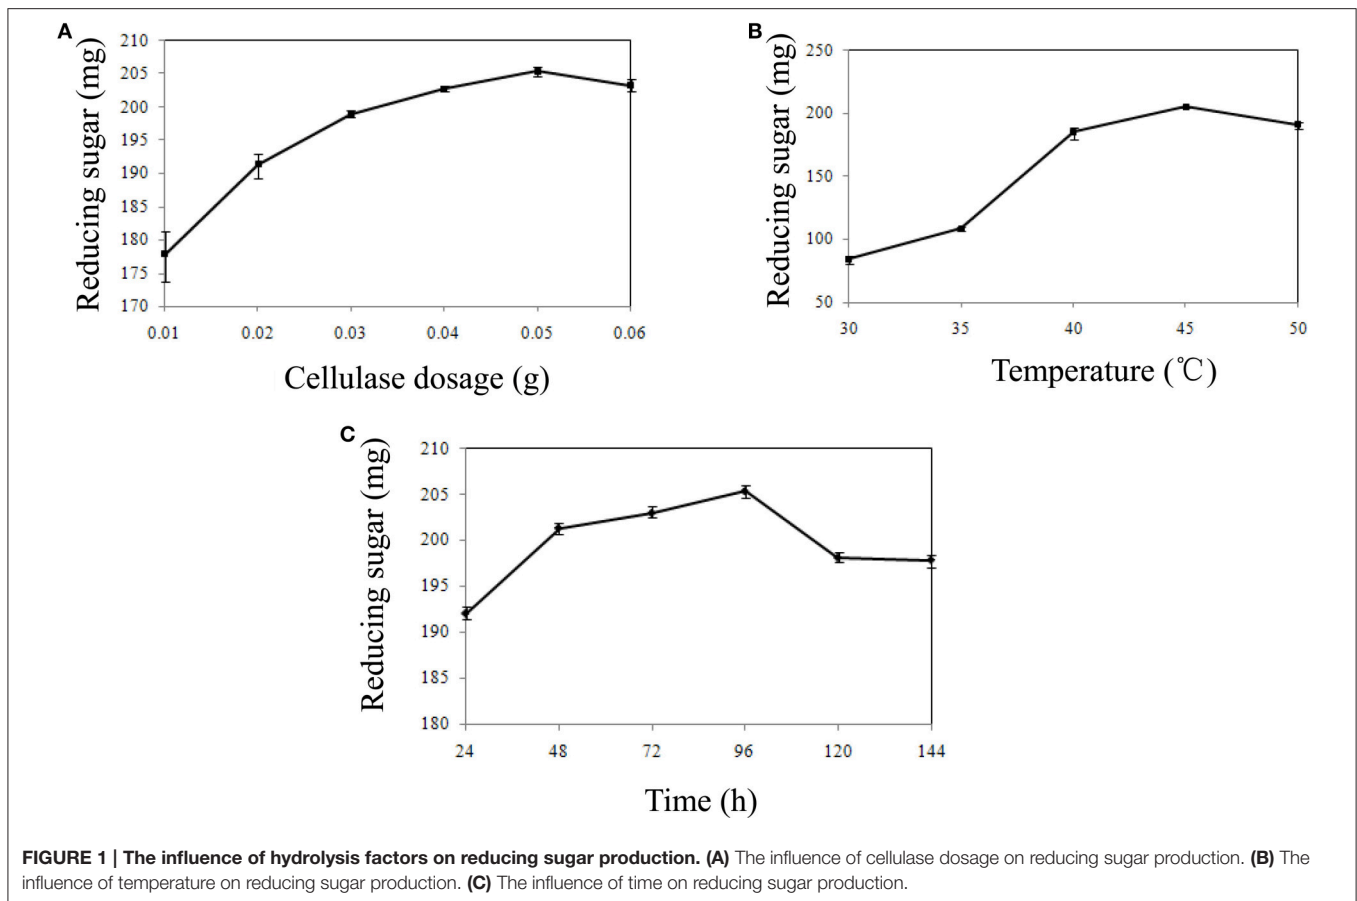 A
Reducing sugar (mg)
210
205
200
195
190
185
180
175
170
0.01 0.02 0.03 0.04 0.05 0.06
Cellulase dosage (g)
B
Reducing sugar (mg)
250
200
150
100
50
30 35 40 45 50
Temperature (℃)
C
Reducing sugar (mg)
210
205
200
195
190
185
180
24 48 72 96 120 144
Time (h)
FIGURE 1 | The influence of hydrolysis factors on reducing sugar production. (A) The influence of cellulase dosage on reducing sugar production. (B) The
influence of temperature on reducing sugar production. (C) The influence of time on reducing sugar production.